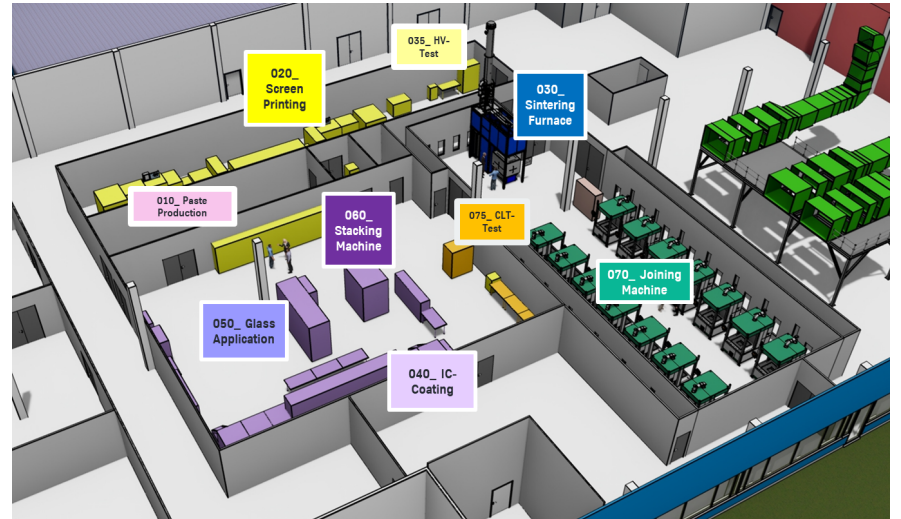 035_ HV-
Test
020_
Screen
Printing
030_
Sintering
Furnace
010_ Paste
Production
060_
Stacking
Machine
075_ CLT-
Test
070_ Joining
Machine
050_ Glass
Application
040_ IC-
Coating